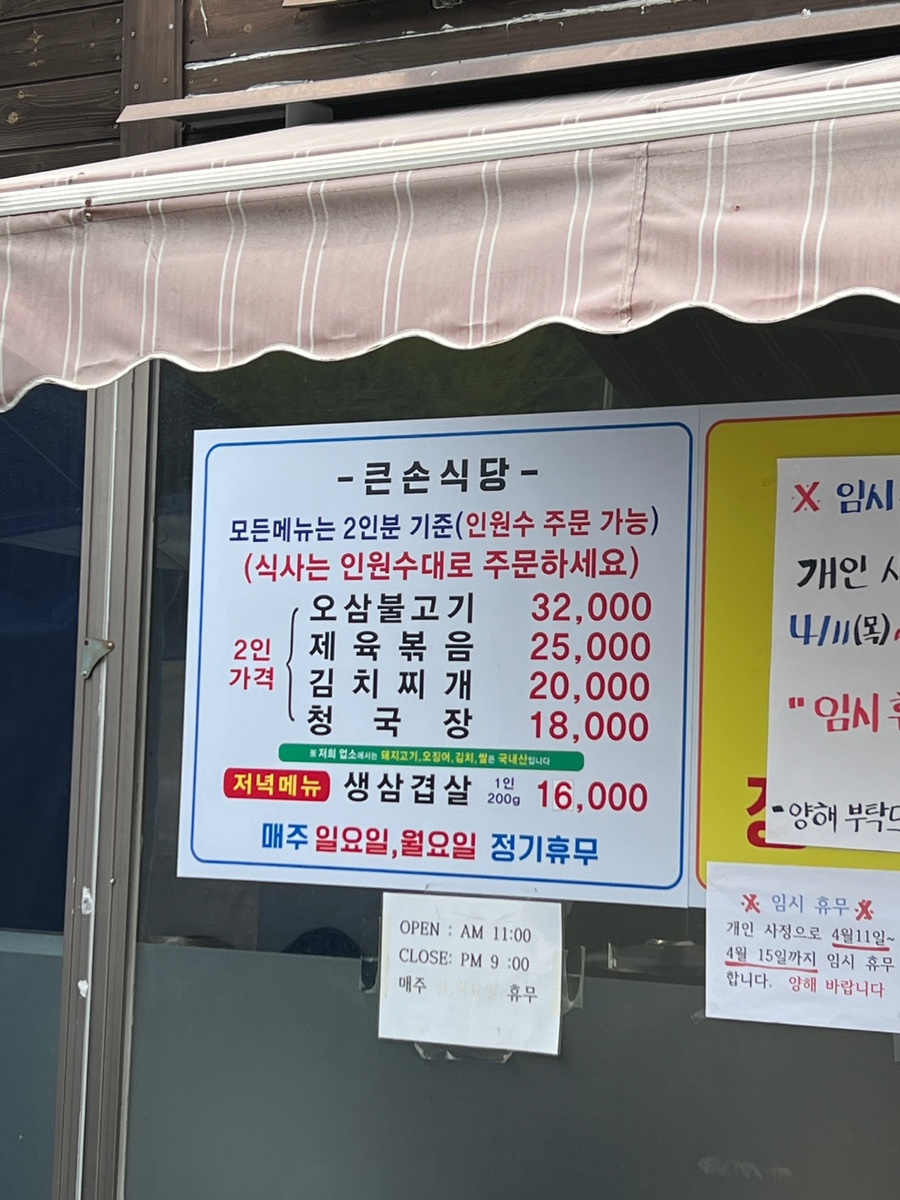 -큰손식당-
모든메뉴는 2인분 기준(인원수 주문 가능)
(식사는 인원수대로 주문하세요)
2인
가격
오삼불고기 32,000
제육볶음 25,000
김치찌개 20,000
청국장 18,000
※ 저희 업소에서는 돼지고기,오징어,김치,쌀은 국내산입니다
저녁메뉴 생삼겹살 1인 200g 16,000
매주 일요일,월요일 정기휴무
OPEN : AM 11:00
CLOSE: PM 9 :00
매주 휴무
X 임시
개인
4/11(목)
"임시
-양해 부탁
X 임시 휴무 X
개인 사정으로 4월11일~
4월 15일까지 임시 휴무
합니다. 양해 바랍니다